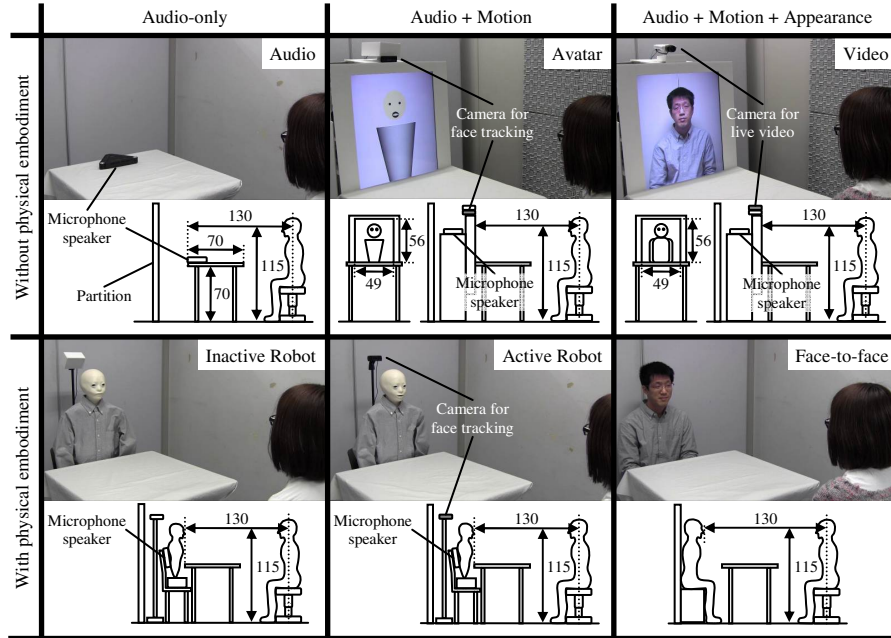 Audio-only
Audio + Motion
Audio + Motion + Appearance
Without physical embodiment
Audio
Microphone
speaker
Partition
130
70
115
70
Avatar
Camera for
face tracking
130
56
115
49
Microphone
speaker
Video
Camera for
live video
130
56
115
49
Microphone
speaker
With physical embodiment
Inactive Robot
Microphone
speaker
130
115
Active Robot
Camera for
face tracking
Microphone
speaker
130
115
Face-to-face
130
115